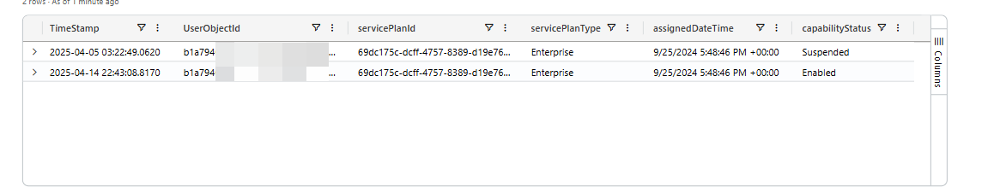 2 rows · As of 1 minute ago
TimeStamp UserObjectId servicePlanId servicePlanType assignedDateTime capabilityStatus
2025-04-05 03:22:49.0620 b1a794 ... 69dc175c-dcff-4757-8389-d19e76... Enterprise 9/25/2024 5:48:46 PM +00:00 Suspended
2025-04-14 22:43:08.8170 b1a794 ... 69dc175c-dcff-4757-8389-d19e76... Enterprise 9/25/2024 5:48:46 PM +00:00 Enabled
Columns